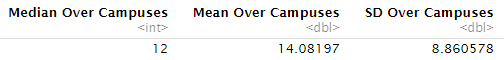 Median Over Campuses Mean Over Campuses SD Over Campuses
<int> <dbl> <dbl>
12 14.08197 8.860578